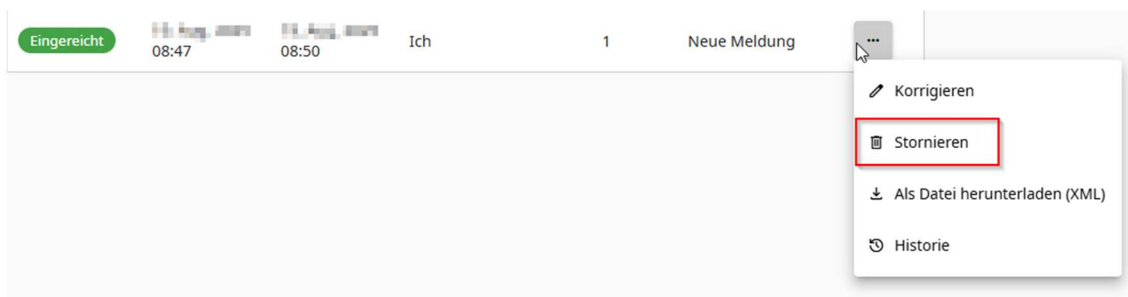 Eingereicht
08:47
08:50
Ich
1
Neue Meldung
...
Korrigieren
Stornieren
Als Datei herunterladen (XML)
Historie